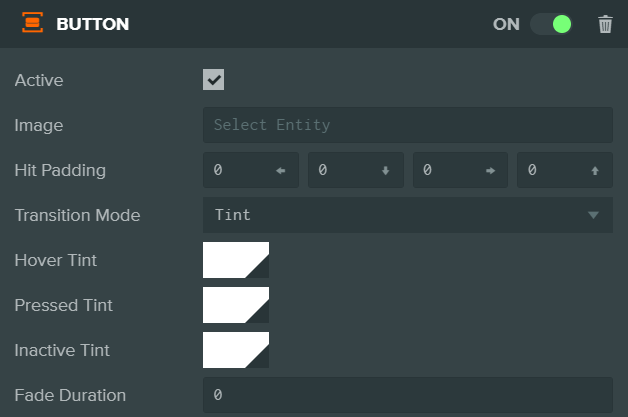 BUTTON ON
Active
Image Select Entity
Hit Padding 0 0 0 0
Transition Mode Tint
Hover Tint
Pressed Tint
Inactive Tint
Fade Duration 0